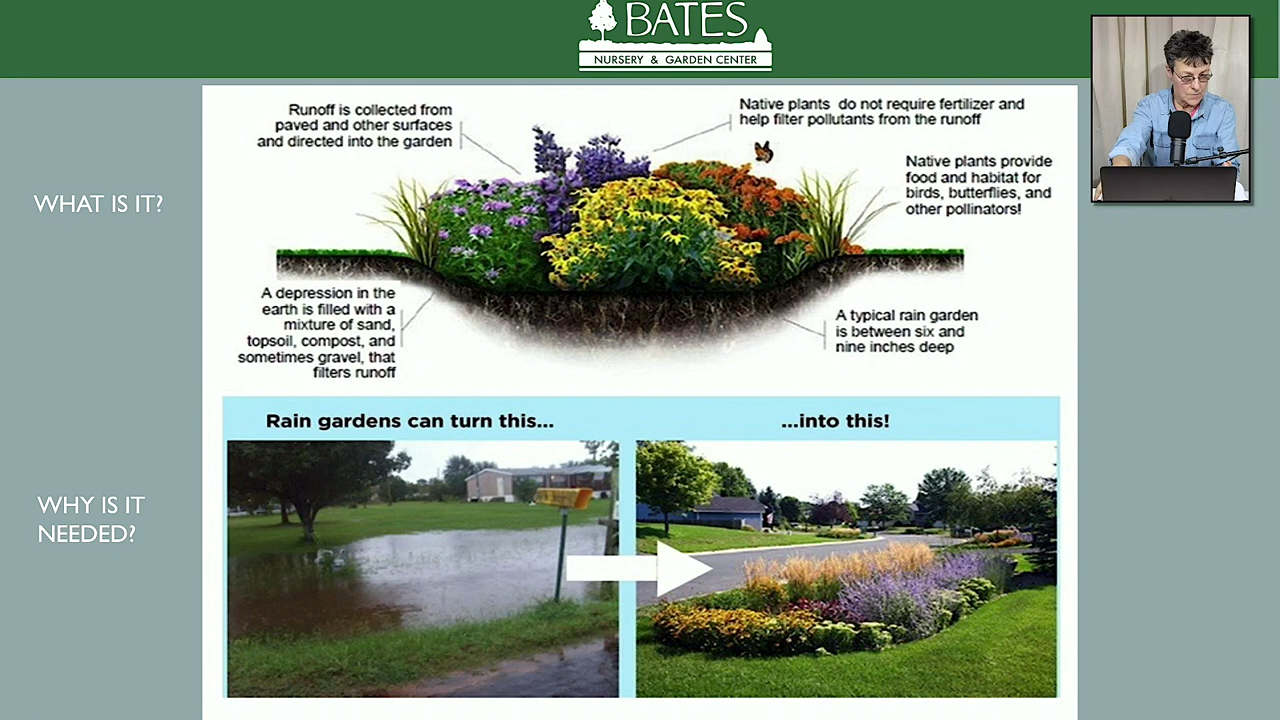 BATES
NURSERY & GARDEN CENTER
WHAT IS IT?
Runoff is collected from
paved and other surfaces
and directed into the garden
Native plants do not require fertilizer and
help filter pollutants from the runoff
Native plants provide
food and habitat for
birds, butterflies, and
other pollinators!
A depression in the
earth is filled with a
mixture of sand,
topsoil, compost, and
sometimes gravel, that
filters runoff
A typical rain garden
is between six and
nine inches deep
WHY IS IT
NEEDED?
Rain gardens can turn this...
...into this!